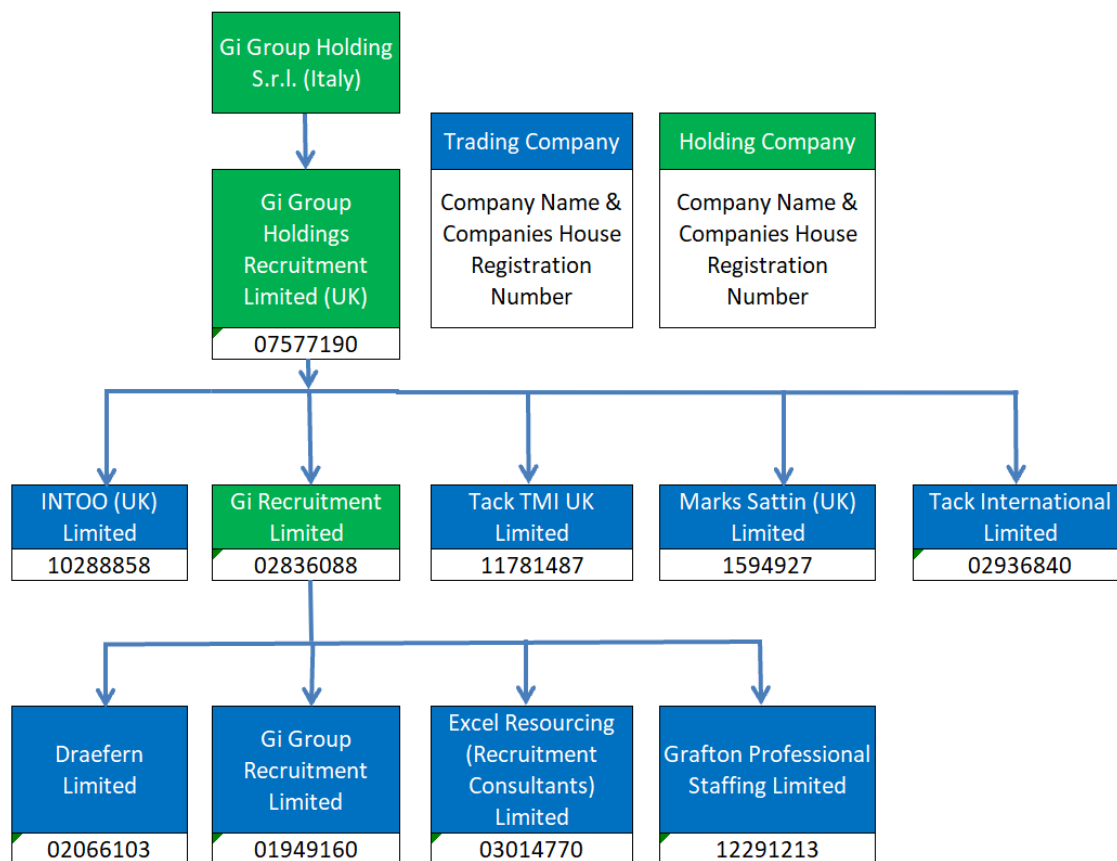 Gi Group Holding
S.r.l. (Italy)
Trading Company
Company Name &
Companies House
Registration
Number
Holding Company
Company Name &
Companies House
Registration
Number
Gi Group
Holdings
Recruitment
Limited (UK)
07577190
INTOO (UK)
Limited
10288858
Gi Recruitment
Limited
02836088
Tack TMI UK
Limited
11781487
Marks Sattin (UK)
Limited
1594927
Tack International
Limited
02936840
Draefern
Limited
02066103
Gi Group
Recruitment
Limited
01949160
Excel Resourcing
(Recruitment
Consultants)
Limited
03014770
Grafton Professional
Staffing Limited
12291213